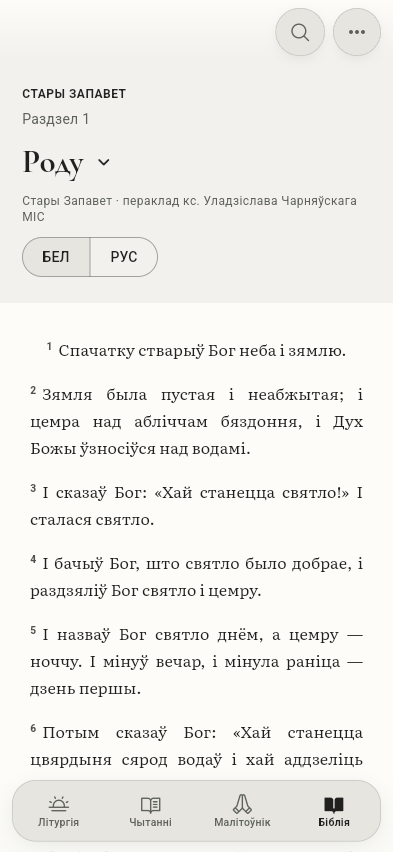 СТАРЫ ЗАПАВЕТ
Раздзел 1
Роду
Стары Запавет · пераклад кс. Уладзіслава Чарняўскага
МІС
БЕЛ РУС
1 Спачатку стварыў Бог неба і зямлю.
2 Зямля была пустая і неабжытая; і
цемра над абліччам бяздоння, і Дух
Божы ўзносіўся над водамі.
3 І сказаў Бог: «Хай станецца святло!» І
сталася святло.
4 І бачыў Бог, што святло было добрае, і
раздзяліў Бог святло і цемру.
5 І назваў Бог святло днём, а цемру —
ноччу. І мінуў вечар, і мінула раніца —
дзень першы.
6 Потым сказаў Бог: «Хай станецца
цвярдыня сярод водаў і хай аддзеліць
Літургія Чытанні Малітоўнік Біблія